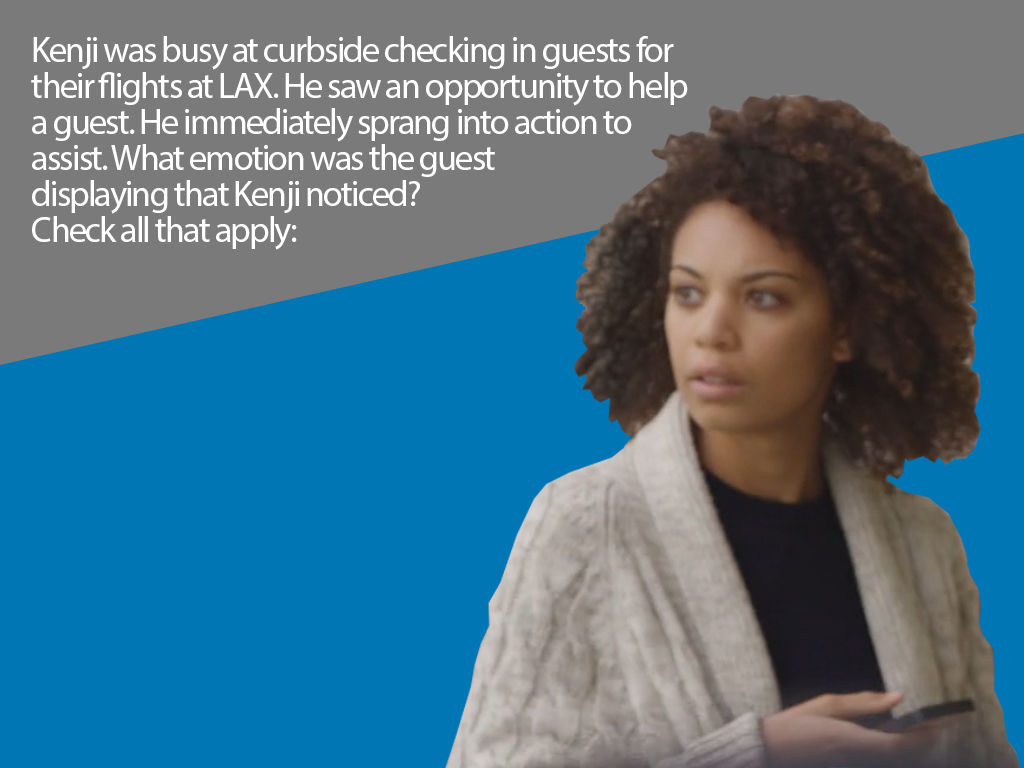 Kenji was busy at curbside checking in guests for
their flights at LAX. He saw an opportunity to help
a guest. He immediately sprang into action to
assist. What emotion was the guest
displaying that Kenji noticed?
Check all that apply: